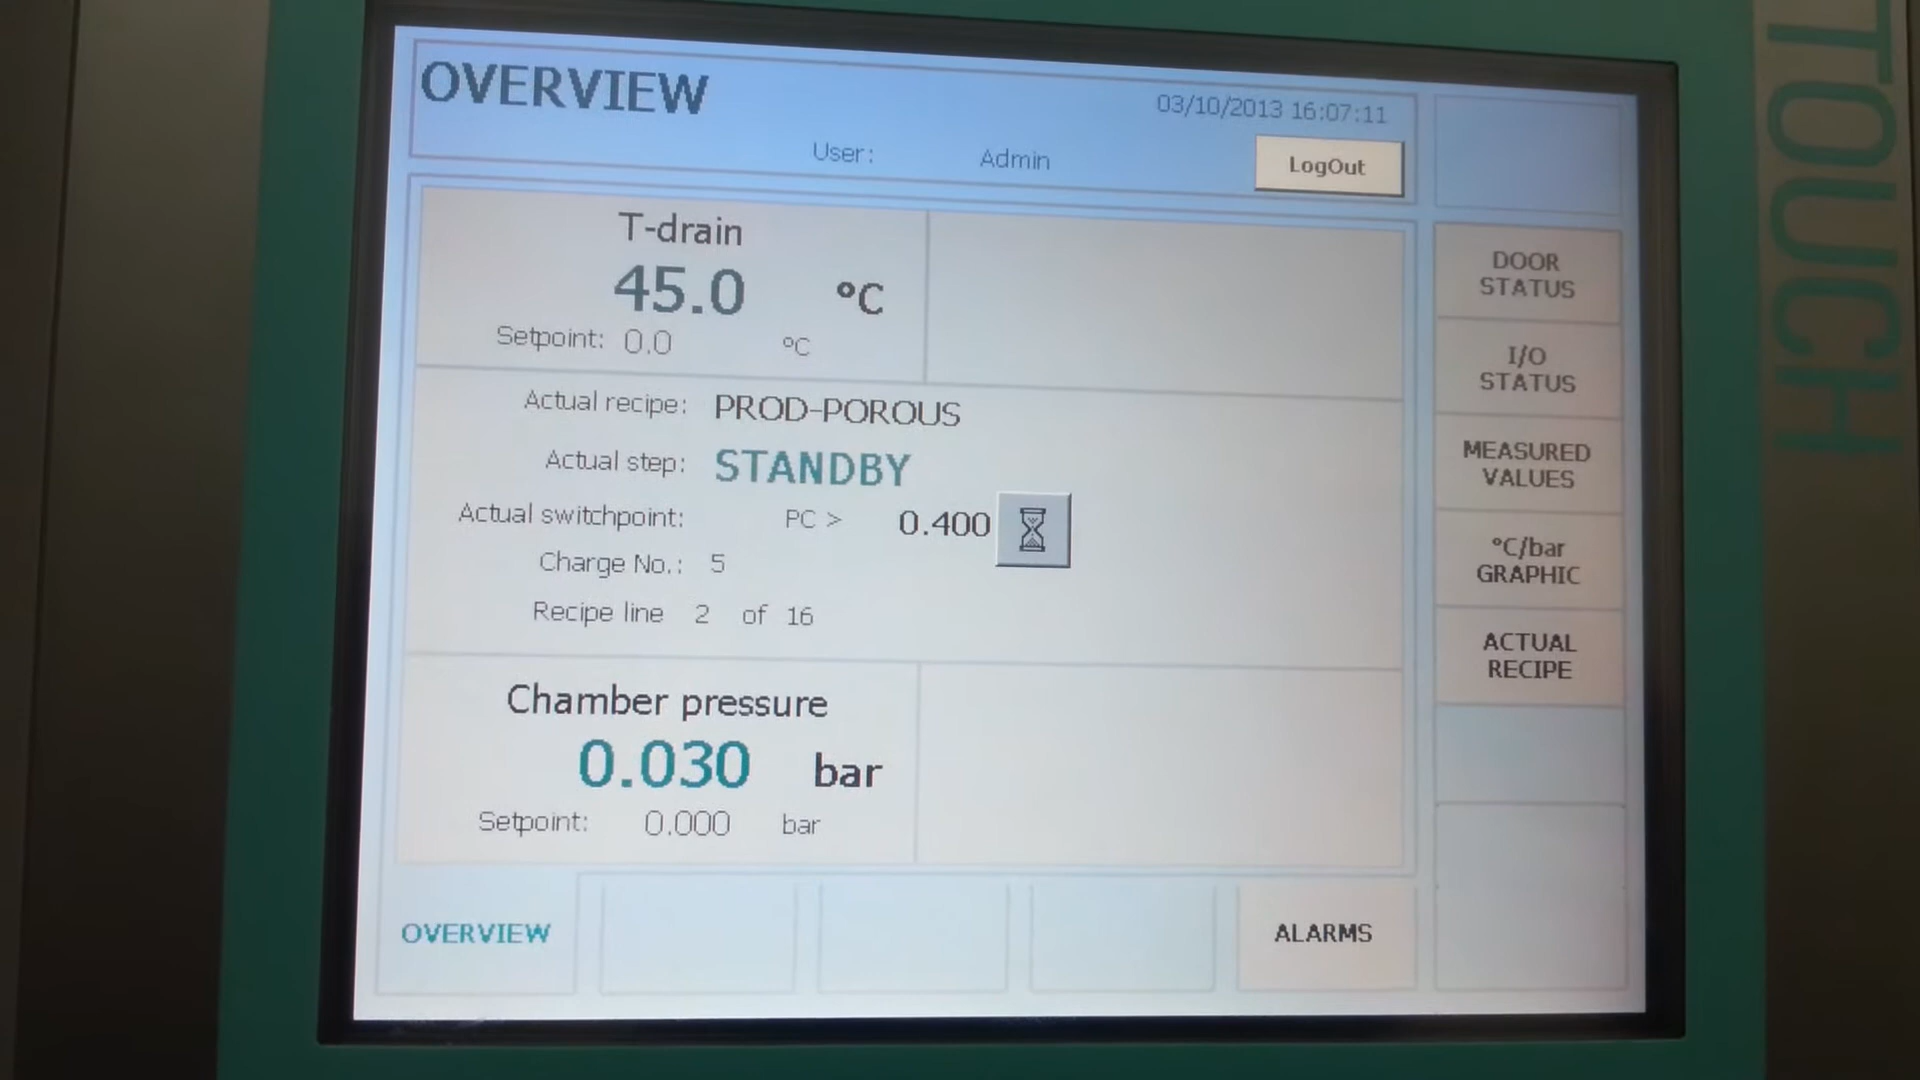 OVERVIEW
03/10/2013 16:07:11
User: Admin
LogOut
T-drain
45.0 °C
Setpoint: 0.0 °C
Actual recipe: PROD-POROUS
Actual step: STANDBY
Actual switchpoint: PC > 0.400
Charge No.: 5
Recipe line 2 of 16
Chamber pressure
0.030 bar
Setpoint: 0.000 bar
DOOR
STATUS
I/O
STATUS
MEASURED
VALUES
°C/bar
GRAPHIC
ACTUAL
RECIPE
OVERVIEW
ALARMS
TOUCH